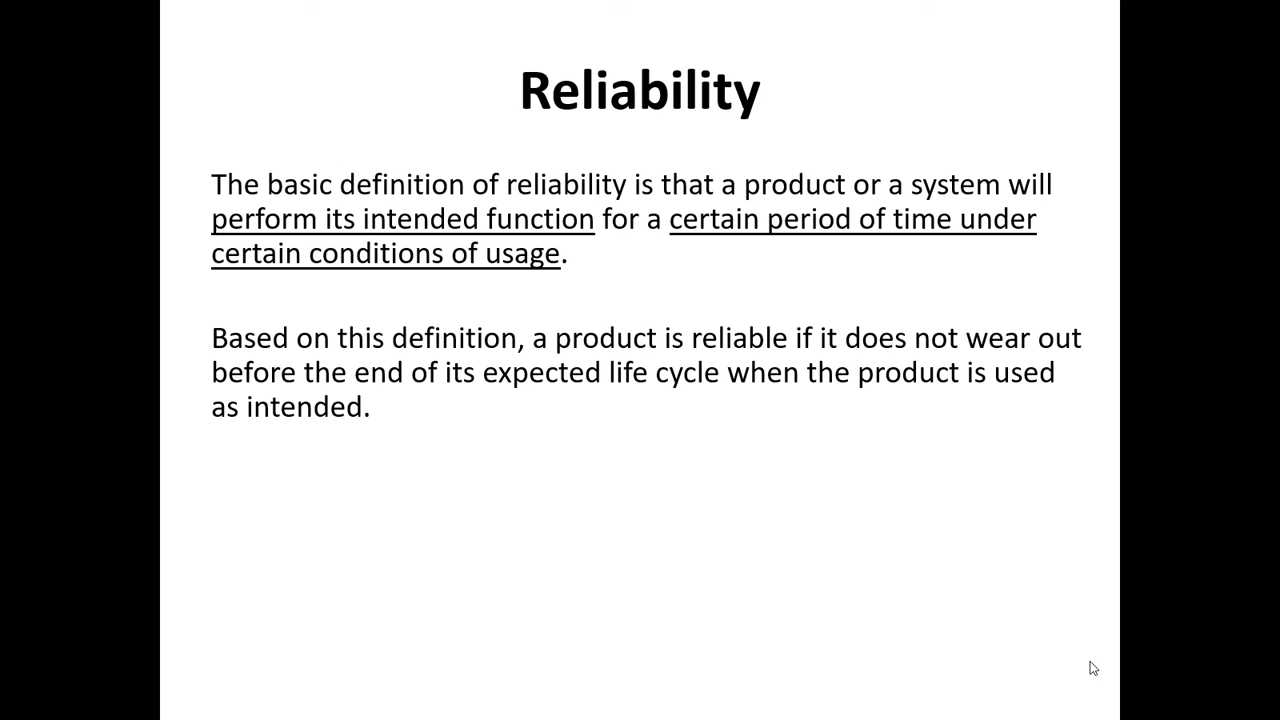 Reliability
The basic definition of reliability is that a product or a system will
perform its intended function for a certain period of time under
certain conditions of usage.
Based on this definition, a product is reliable if it does not wear out
before the end of its expected life cycle when the product is used
as intended.